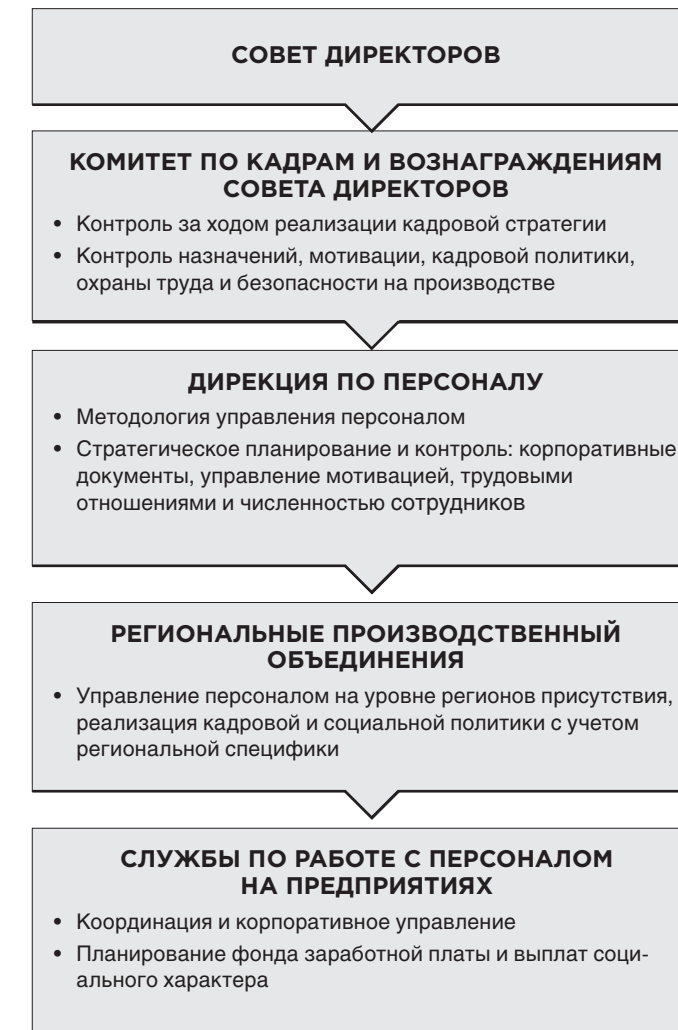 СОВЕТ ДИРЕКТОРОВ
КОМИТЕТ ПО КАДРАМ И ВОЗНАГРАЖДЕНИЯМ
СОВЕТА ДИРЕКТОРОВ
• Контроль за ходом реализации кадровой стратегии
• Контроль назначений, мотивации, кадровой политики,
охраны труда и безопасности на производстве
ДИРЕКЦИЯ ПО ПЕРСОНАЛУ
• Методология управления персоналом
• Стратегическое планирование и контроль: корпоративные
документы, управление мотивацией, трудовыми
отношениями и численностью сотрудников
РЕГИОНАЛЬНЫЕ ПРОИЗВОДСТВЕННЫЙ
ОБЪЕДИНЕНИЯ
• Управление персоналом на уровне регионов присутствия,
реализация кадровой и социальной политики с учетом
региональной специфики
СЛУЖБЫ ПО РАБОТЕ С ПЕРСОНАЛОМ
НА ПРЕДПРИЯТИЯХ
• Координация и корпоративное управление
• Планирование фонда заработной платы и выплат соци-
ального характера